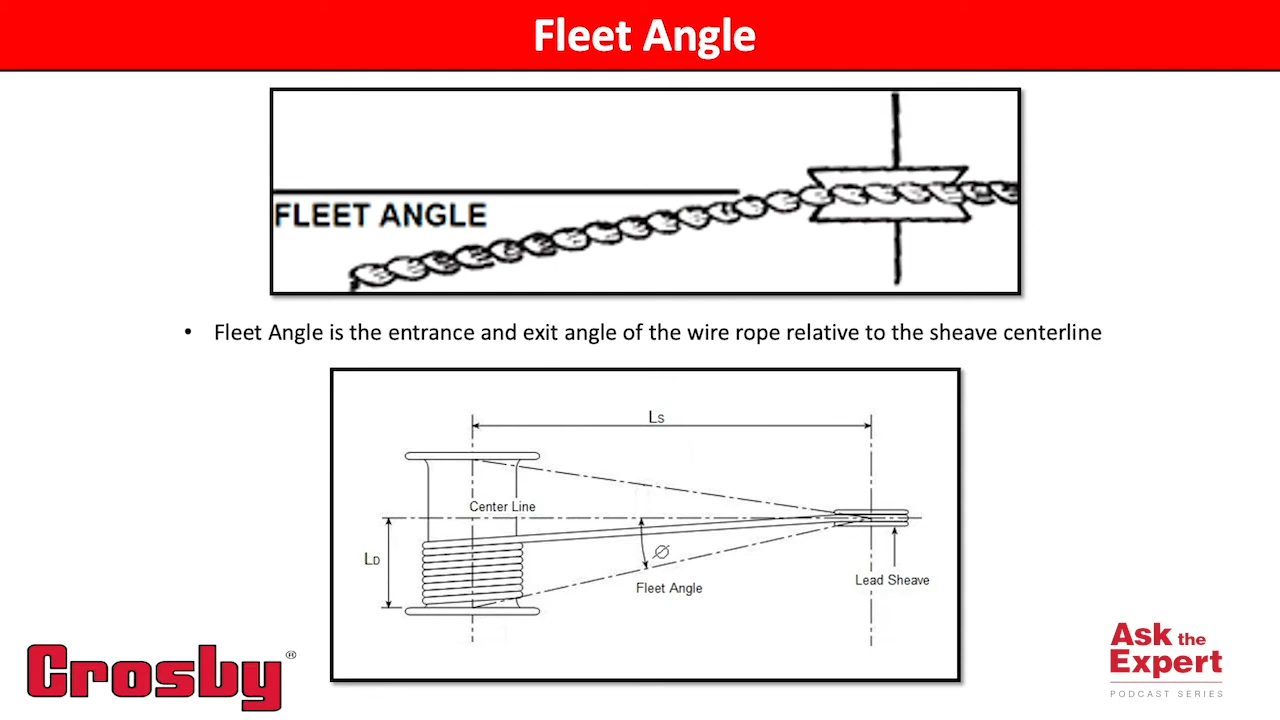 Fleet Angle
FLEET ANGLE
• Fleet Angle is the entrance and exit angle of the wire rope relative to the sheave centerline
LS
Center Line
LD
∅
Fleet Angle
Lead Sheave
Crosby®
Ask the
Expert
PODCAST SERIES